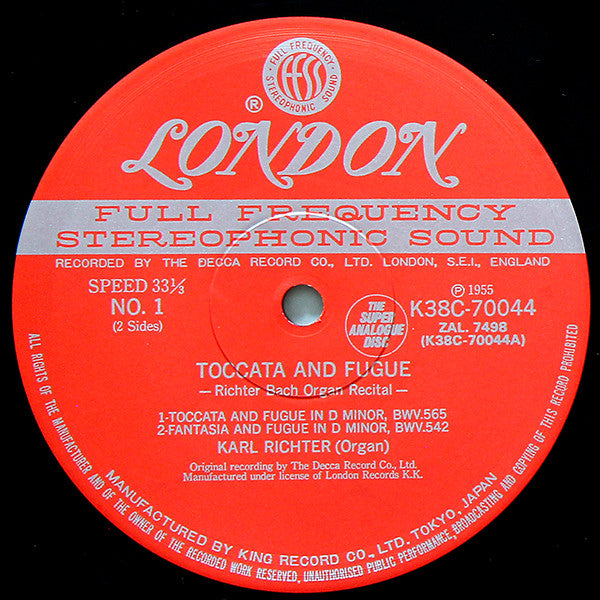 FULL FREQUENCY
ffss
STEREOPHONIC SOUND
®
LONDON
FULL FREQUENCY
STEREOPHONIC SOUND
RECORDED BY THE DECCA RECORD CO., LTD. LONDON, S.E.I., ENGLAND
SPEED 33⅓
NO. 1
(2 Sides)
THE
SUPER
ANALOGUE
DISC
℗ 1955
K38C-70044
ZAL. 7498
(K38C-70044A)
TOCCATA AND FUGUE
—Richter Bach Organ Recital—
1-TOCCATA AND FUGUE IN D MINOR, BWV.565
2-FANTASIA AND FUGUE IN D MINOR, BWV.542
KARL RICHTER (Organ)
Original recording by The Decca Record Co., Ltd.
Manufactured under license of London Records K.K.
MANUFACTURED BY KING RECORD CO., LTD. TOKYO, JAPAN
ALL RIGHTS OF THE MANUFACTURER AND OF THE OWNER OF THE RECORDED WORK RESERVED, UNAUTHORISED PUBLIC PERFORMANCE, BROADCASTING AND COPYING OF THIS RECORD PROHIBITED